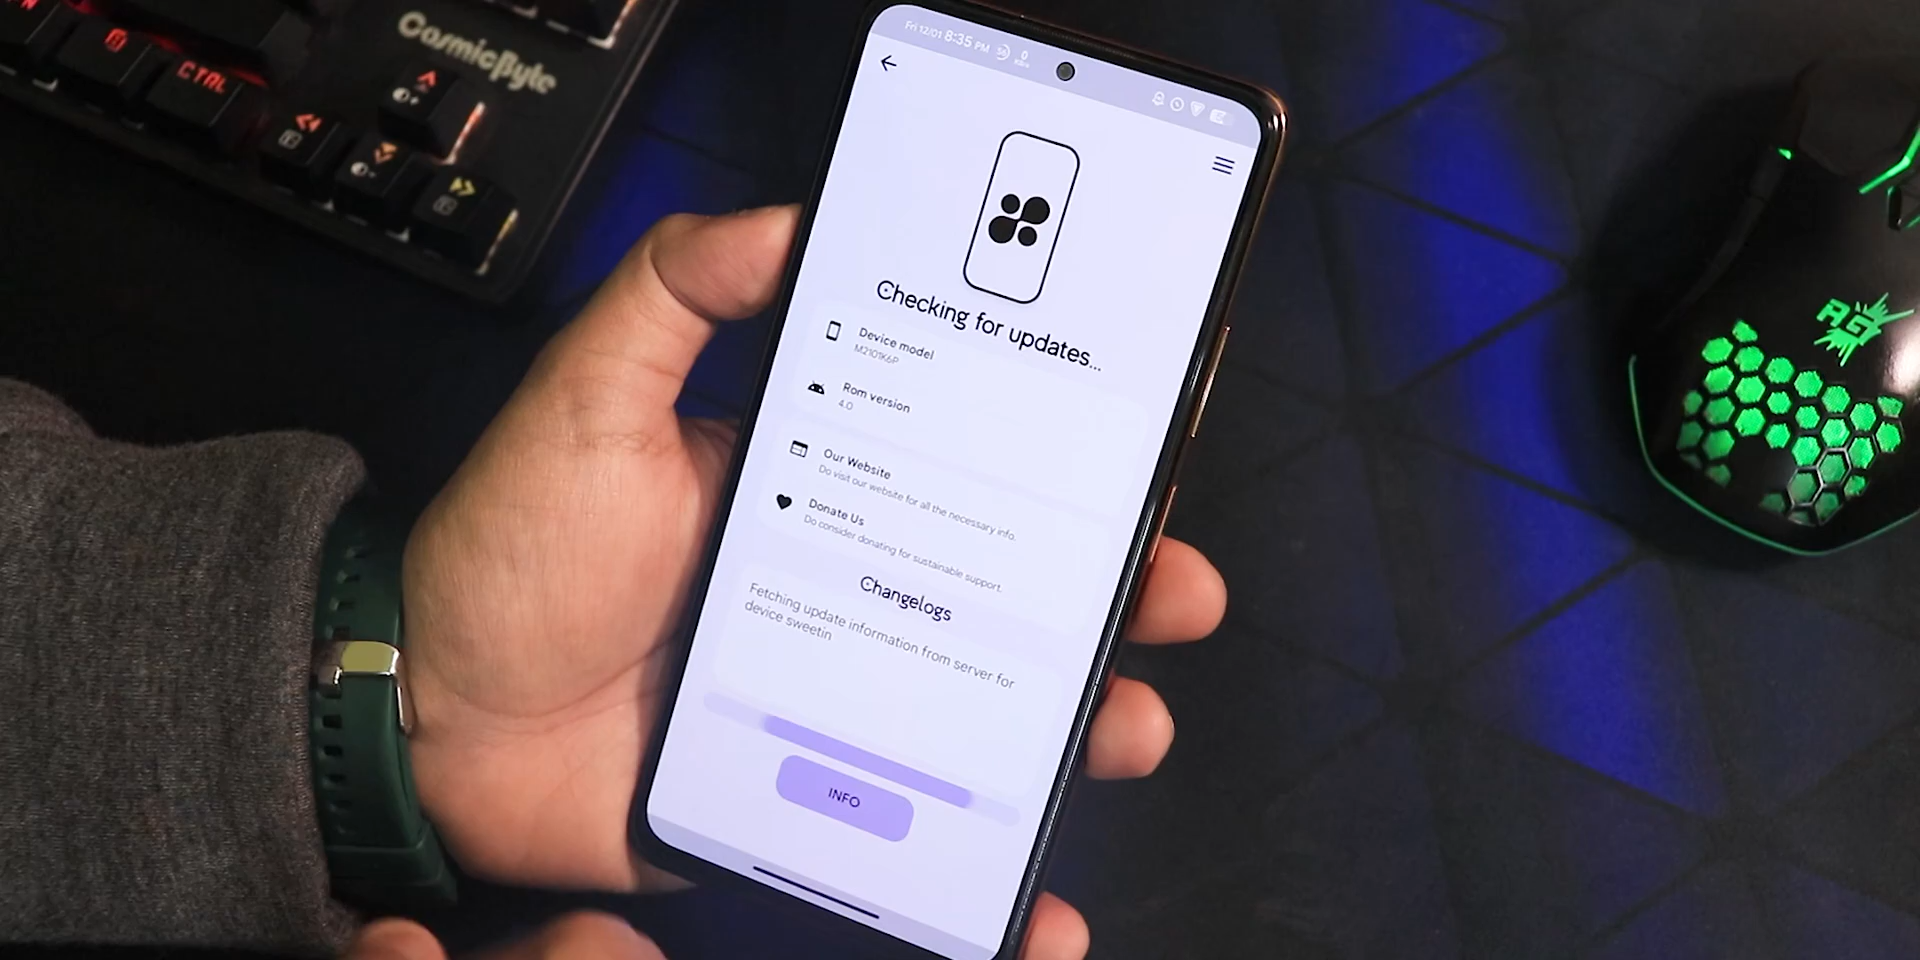 CosmicByte
CTRL
Fri 12/01 8:35 PM 56 0
Checking for updates...
Device model
M2101K6P
Rom version
4.0
Our Website
Do visit our website for all the necessary info.
Donate Us
Do consider donating for sustainable support.
Changelogs
Fetching update information from server for
device sweetin
INFO